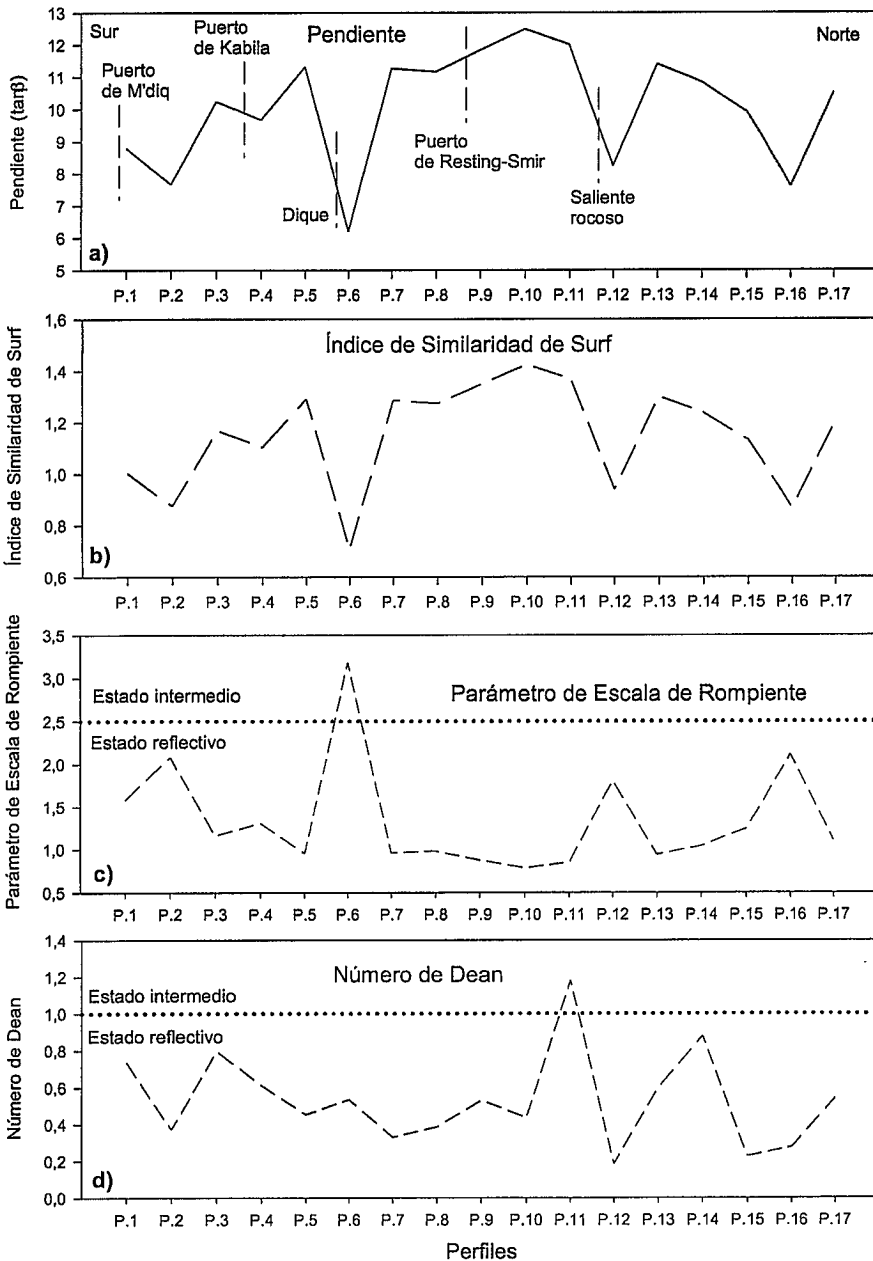 Sur
Puerto
de Kabila
Pendiente
Norte
Puerto
de M'diq
Puerto
de Resting-Smir
Dique
Saliente
rocoso
a)
Pendiente (tanβ)
13
12
11
10
9
8
7
6
5
P.1 P.2 P.3 P.4 P.5 P.6 P.7 P.8 P.9 P.10 P.11 P.12 P.13 P.14 P.15 P.16 P.17
Índice de Similaridad de Surf
b)
Índice de Similaridad de Surf
1,6
1,4
1,2
1,0
0,8
0,6
P.1 P.2 P.3 P.4 P.5 P.6 P.7 P.8 P.9 P.10 P.11 P.12 P.13 P.14 P.15 P.16 P.17
Parámetro de Escala de Rompiente
Estado intermedio
Estado reflectivo
c)
Parámetro de Escala de Rompiente
3,5
3,0
2,5
2,0
1,5
1,0
0,5
P.1 P.2 P.3 P.4 P.5 P.6 P.7 P.8 P.9 P.10 P.11 P.12 P.13 P.14 P.15 P.16 P.17
Número de Dean
Estado intermedio
Estado reflectivo
d)
Número de Dean
1,4
1,2
1,0
0,8
0,6
0,4
0,2
0,0
P.1 P.2 P.3 P.4 P.5 P.6 P.7 P.8 P.9 P.10 P.11 P.12 P.13 P.14 P.15 P.16 P.17
Perfiles